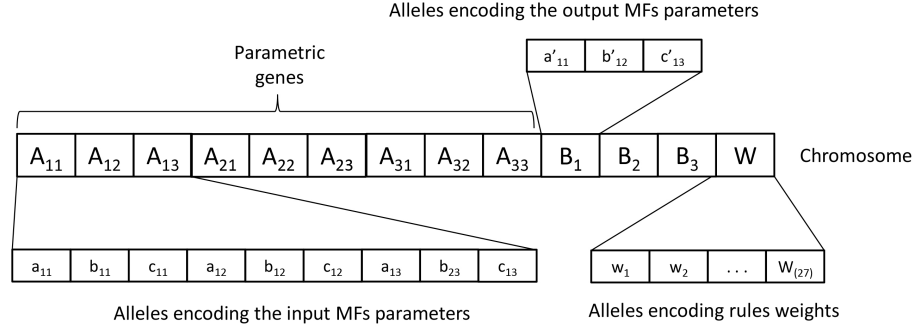 Alleles encoding the output MFs parameters
a'11 b'12 c'13
Parametric
genes
A11 A12 A13 A21 A22 A23 A31 A32 A33 B1 B2 B3 W Chromosome
a11 b11 c11 a12 b12 c12 a13 b23 c13
w1 w2 ... W(27)
Alleles encoding the input MFs parameters
Alleles encoding rules weights